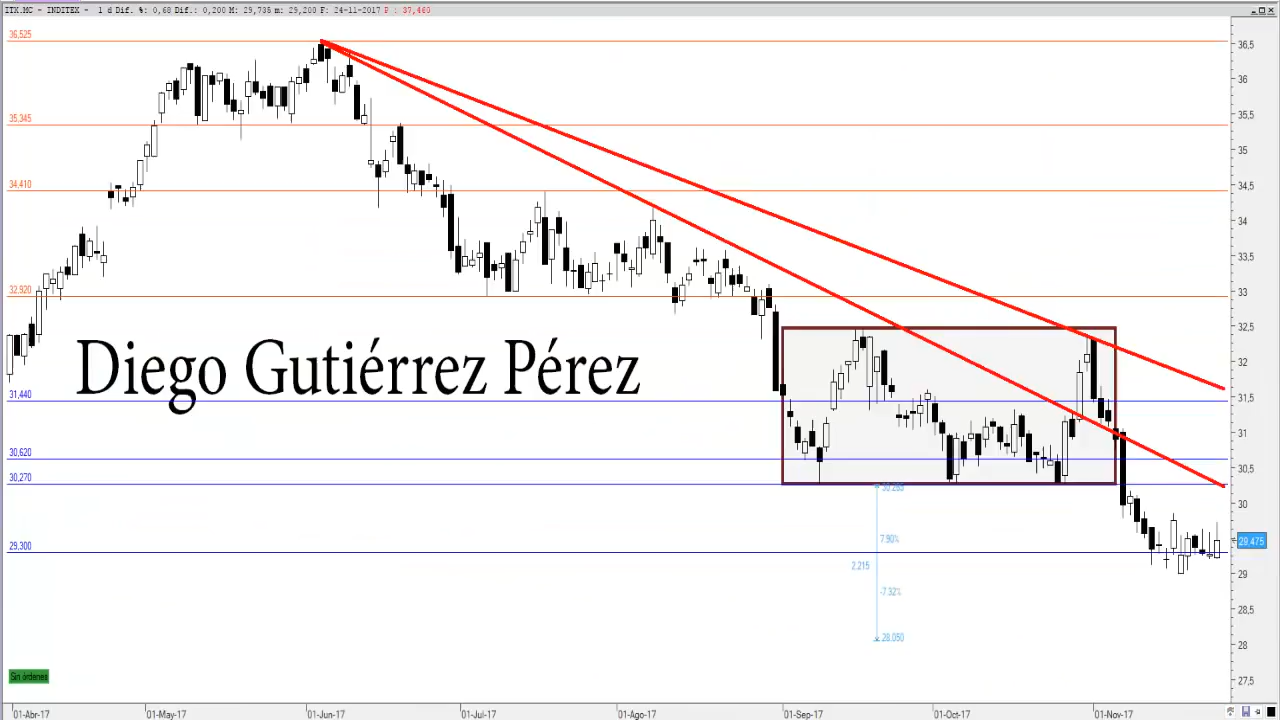 ITX.MC - INDITEX - 1 d Dif. %: 0,68 Dif.: 0,200 M: 29,735 m: 29,200 F: 24-11-2017 P : 37,460
36,525
35,345
34,410
32,920
31,440
30,620
30,270
29,300
Diego Gutiérrez Pérez
7.90%
2.215
-7.32%
28.050
36,5
36
35,5
35
34,5
34
33,5
33
32,5
32
31,5
31
30,5
30
29,475
29
28,5
28
27,5
Sin órdenes
01-Abr-17
01-May-17
01-Jun-17
01-Jul-17
01-Ago-17
01-Sep-17
01-Oct-17
01-Nov-17